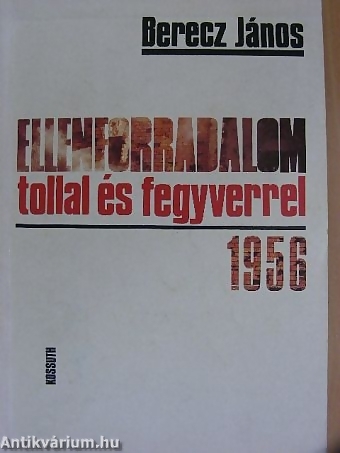 Berecz János
ELLENFORRADALOM
tollal és fegyverrel
1956
KOSSUTH
Antikvárium.hu